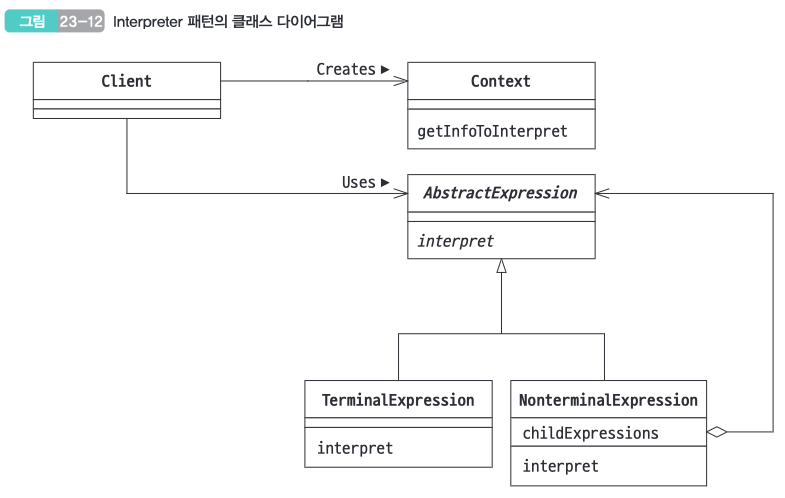 그림 23-12 Interpreter 패턴의 클래스 다이어그램
Client
Creates ▶
Context
getInfoToInterpret
Uses ▶
AbstractExpression
interpret
TerminalExpression
interpret
NonterminalExpression
childExpressions
interpret